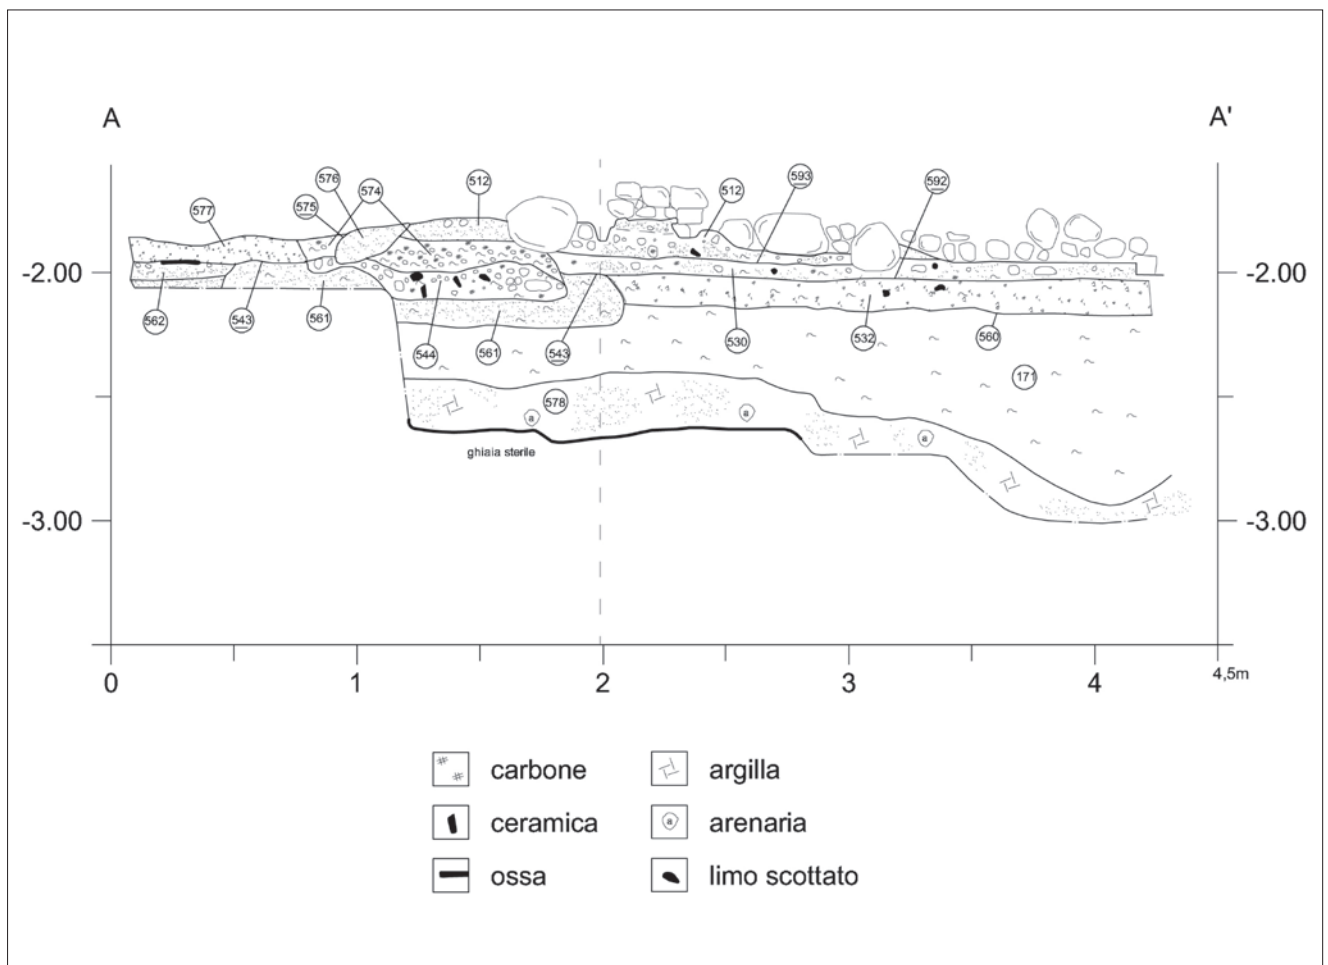 A A'
576 574 512 512 593 592
575
577
-2.00 -2.00
562 543 561 544 561 543 530 532 560
171
578
a a a a
ghiaia sterile
-3.00 -3.00
0 1 2 3 4 4,5m
carbone argilla
ceramica a arenaria
ossa limo scottato